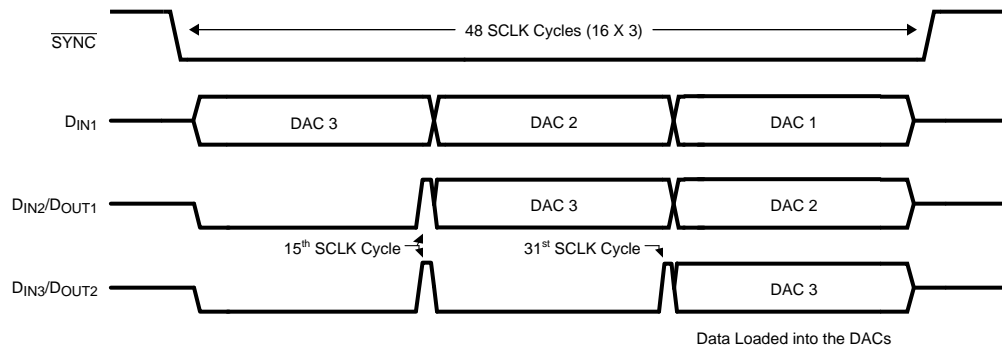 48 SCLK Cycles (16 X 3)
SYNC
DIN1
DAC 3
DAC 2
DAC 1
DIN2/DOUT1
DAC 3
DAC 2
15th SCLK Cycle
31st SCLK Cycle
DIN3/DOUT2
DAC 3
Data Loaded into the DACs